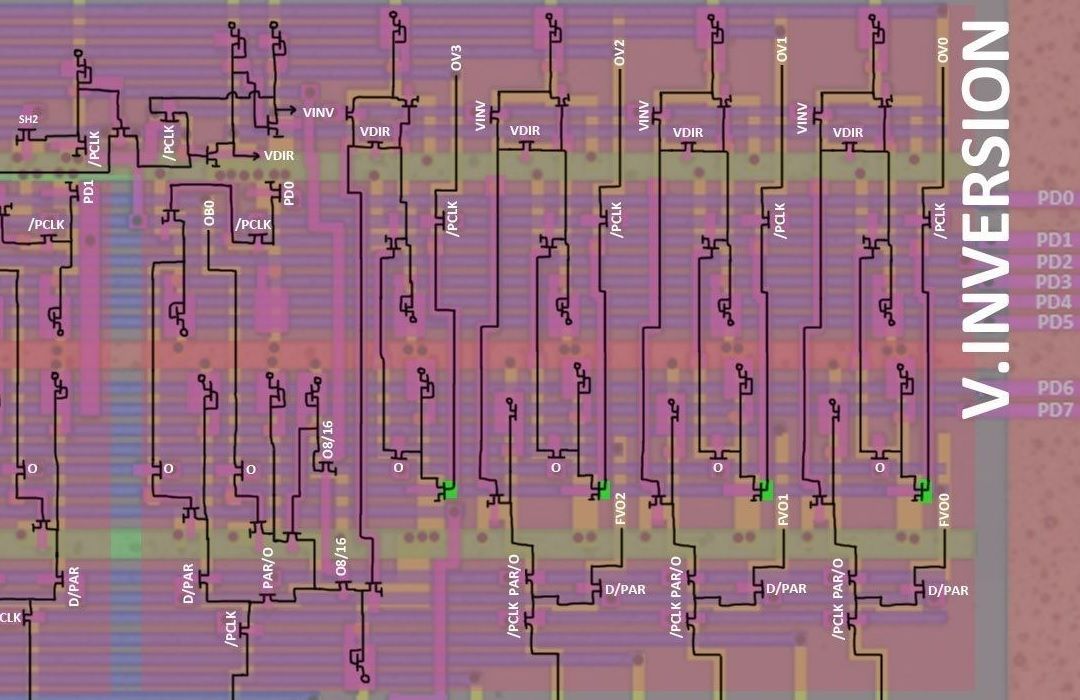 OV3
OV2
OV1
OV0
V.INVERSION
SH2
/PCLK
/PCLK
VINV
VDIR
VDIR
VINV
VDIR
VINV
VDIR
VINV
VDIR
PD1
/PCLK
OB0
/PCLK
PD0
/PCLK
/PCLK
/PCLK
/PCLK
PD0
PD1
PD2
PD3
PD4
PD5
PD6
PD7
O
O
O
O8/16
O
O
O
O
FVO2
FVO1
FVO0
D/PAR
D/PAR
PAR/O
O8/16
/PCLK PAR/O
D/PAR
/PCLK PAR/O
D/PAR
/PCLK PAR/O
D/PAR
CLK
/PCLK